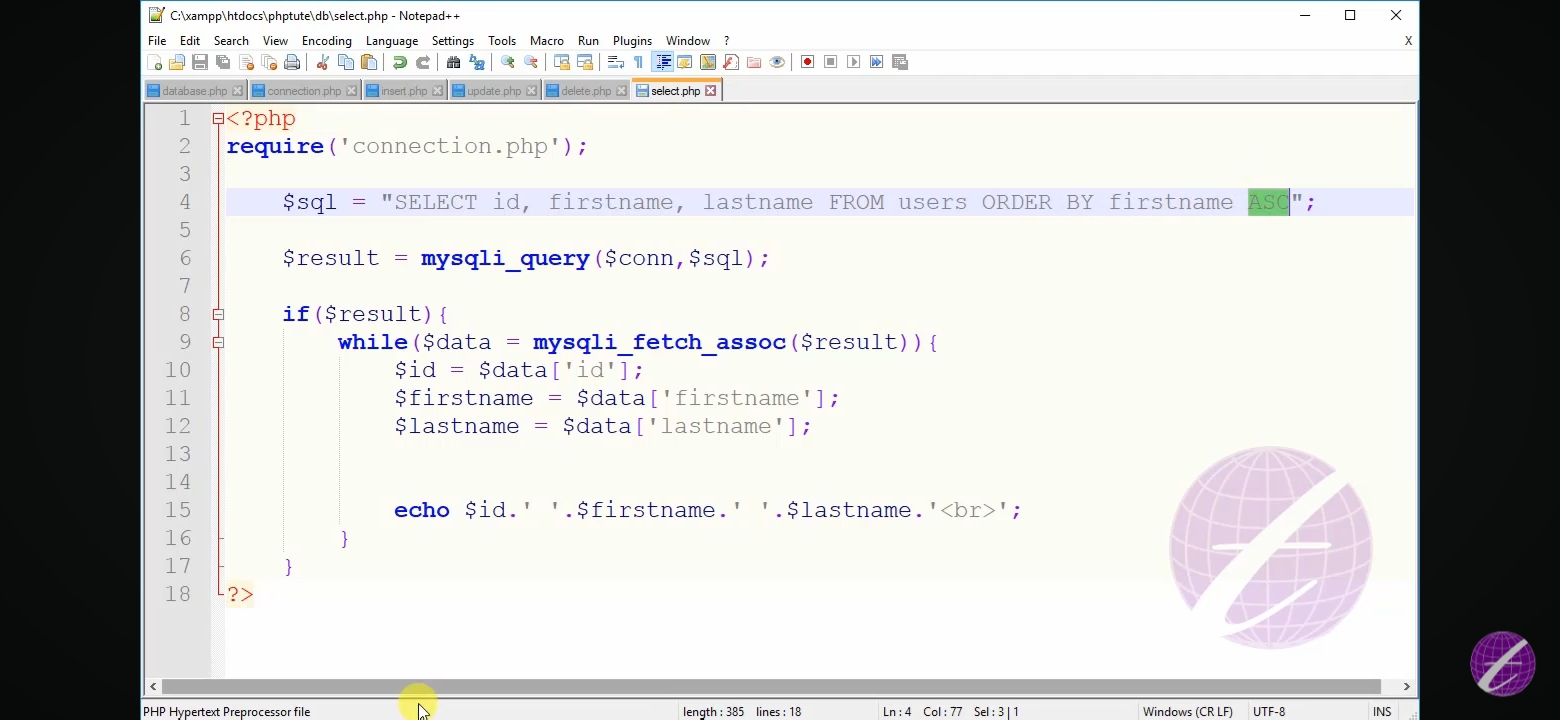 C:\xampp\htdocs\phptute\db\select.php - Notepad++
File Edit Search View Encoding Language Settings Tools Macro Run Plugins Window ? X
database.php connection.php insert.php update.php delete.php select.php
1 <?php
2 require('connection.php');
3
4 $sql = "SELECT id, firstname, lastname FROM users ORDER BY firstname ASC";
5
6 $result = mysqli_query($conn,$sql);
7
8 if($result){
9 while($data = mysqli_fetch_assoc($result)){
10 $id = $data['id'];
11 $firstname = $data['firstname'];
12 $lastname = $data['lastname'];
13
14
15 echo $id.' '.$firstname.' '.$lastname.'<br>';
16 }
17 }
18 ?>
PHP Hypertext Preprocessor file length : 385 lines : 18 Ln : 4 Col : 77 Sel : 3 | 1 Windows (CR LF) UTF-8 INS